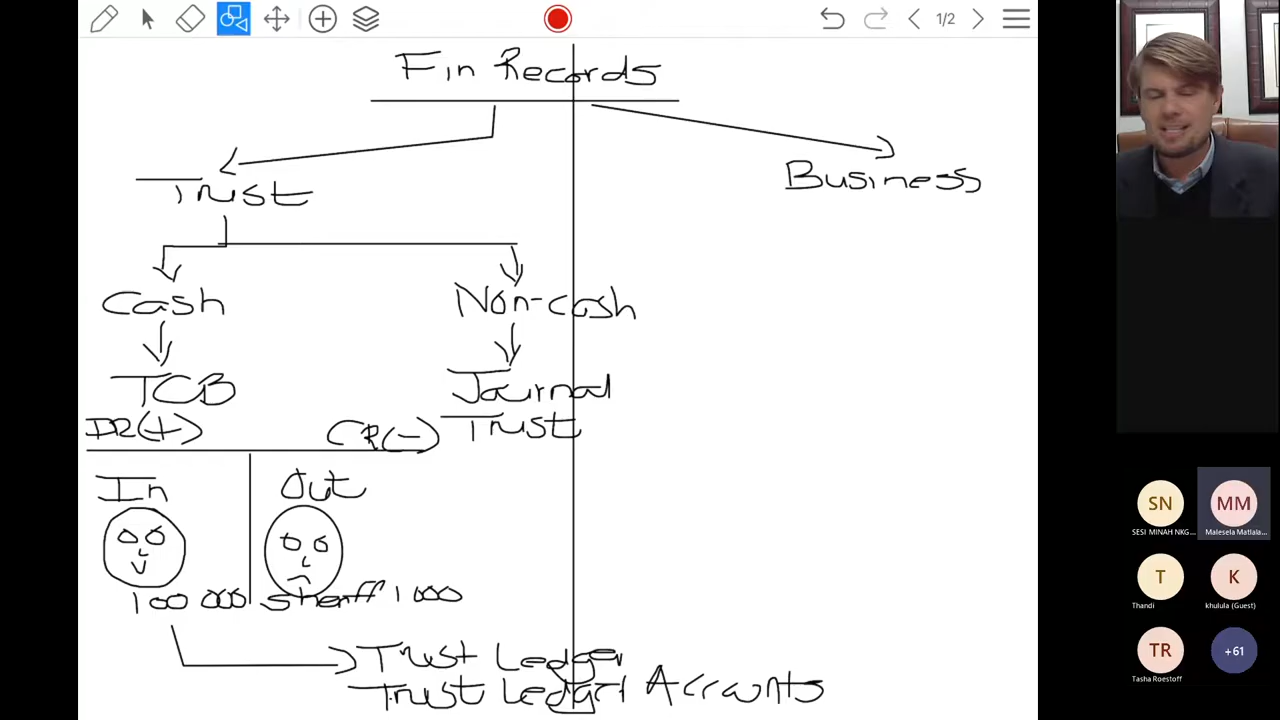 1/2
Fin Records
Trust
Business
Cash
Non-cash
TCB
Journal
Trust
DR(+)
CR(-)
In
Out
100 000
Sheriff 1000
Trust Ledger
Trust Ledger Accounts
SN
SESI MINAH NKG...
MM
Malesela Matlala...
T
Thandi
K
khulula (Guest)
TR
Tasha Roestoff
+61